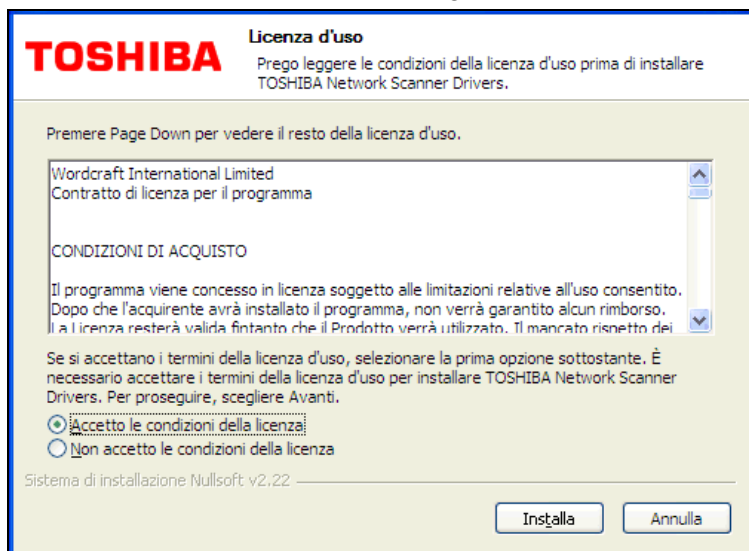 TOSHIBA
Licenza d'uso
Prego leggere le condizioni della licenza d'uso prima di installare
TOSHIBA Network Scanner Drivers.
Premere Page Down per vedere il resto della licenza d'uso.
Wordcraft International Limited
Contratto di licenza per il programma
CONDIZIONI DI ACQUISTO
Il programma viene concesso in licenza soggetto alle limitazioni relative all'uso consentito.
Dopo che l'acquirente avrà installato il programma, non verrà garantito alcun rimborso.
La Licenza resterà valida fintanto che il Prodotto verrà utilizzato. Il mancato rispetto dei
Se si accettano i termini della licenza d'uso, selezionare la prima opzione sottostante. È
necessario accettare i termini della licenza d'uso per installare TOSHIBA Network Scanner
Drivers. Per proseguire, scegliere Avanti.
Accetto le condizioni della licenza
Non accetto le condizioni della licenza
Sistema di installazione Nullsoft v2.22
Installa
Annulla